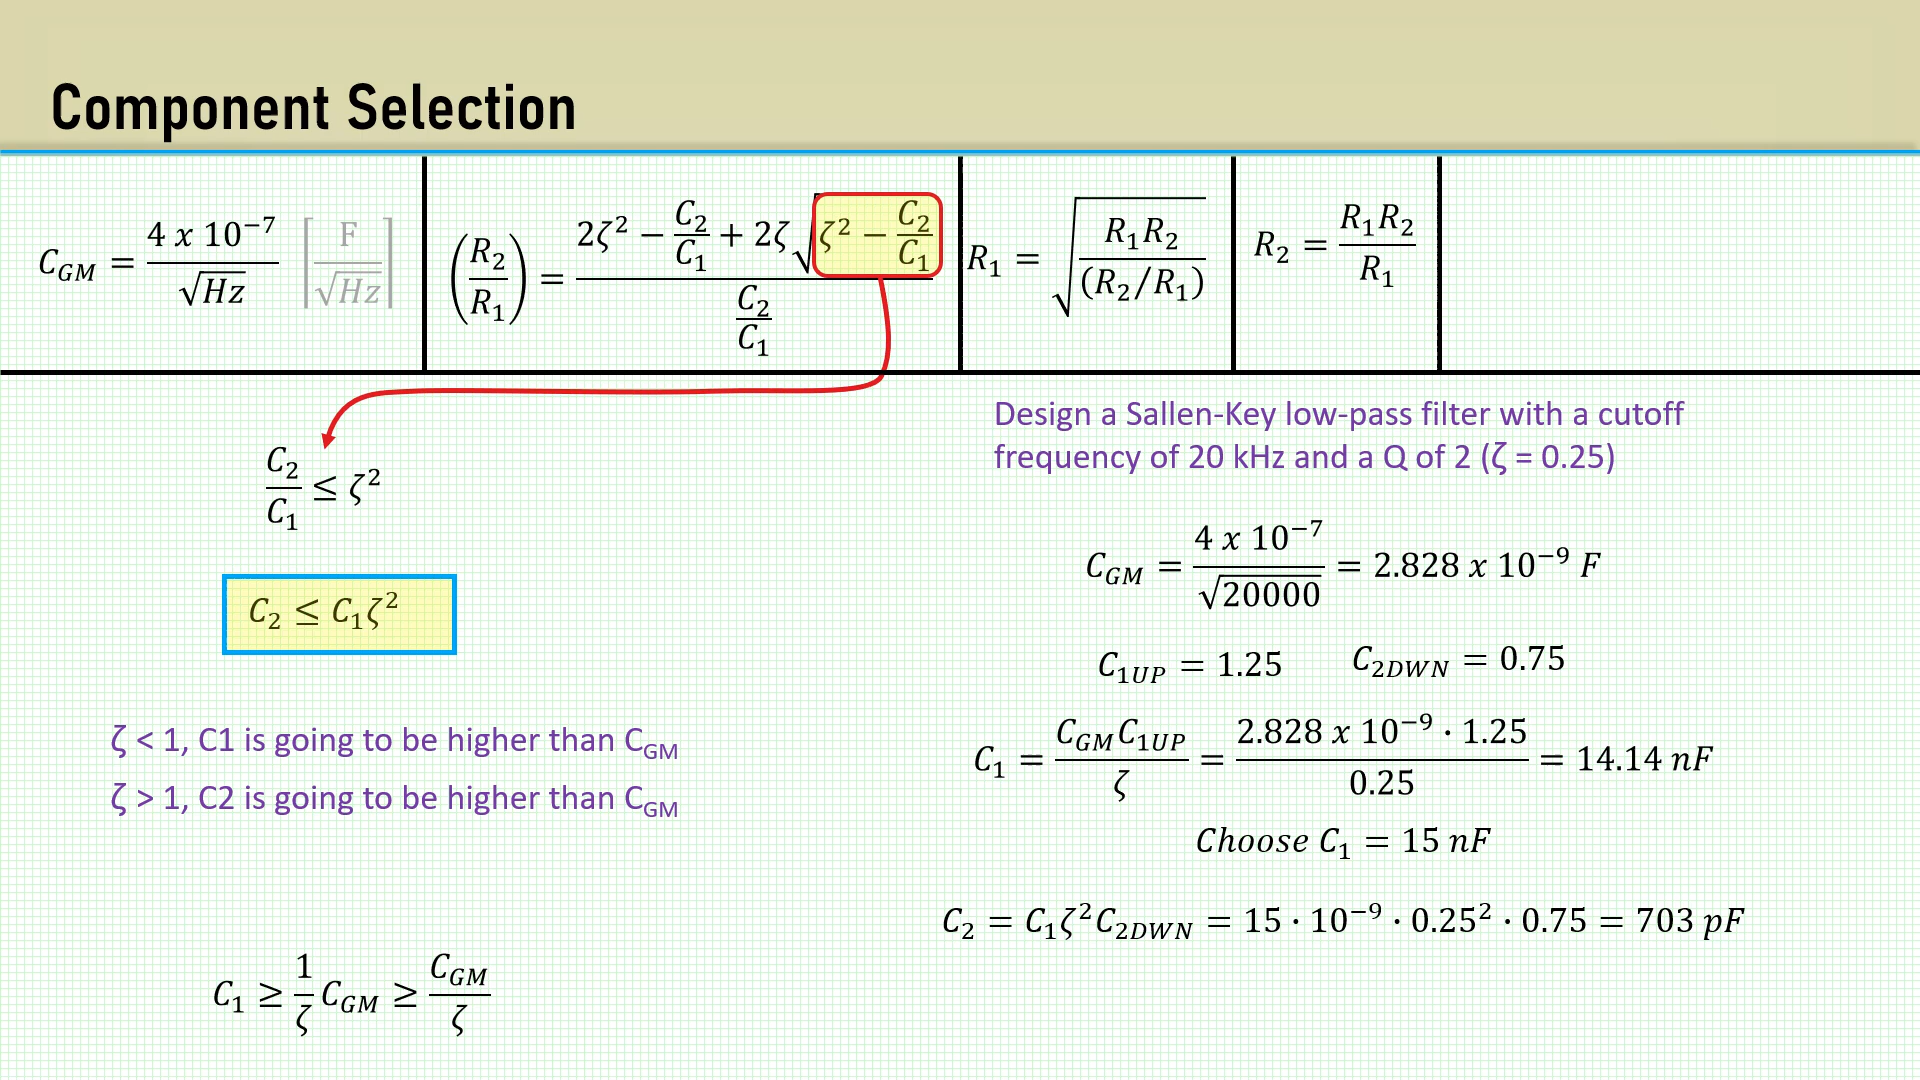 Component Selection
C_GM = 4 x 10^−7 / √Hz [F / √Hz]
(R_2 / R_1) = (2ζ^2 − C_2/C_1 + 2ζ√(ζ^2 − C_2/C_1)) / (C_2/C_1)
R_1 = √(R_1R_2 / (R_2/R_1))
R_2 = R_1R_2 / R_1
C_2/C_1 ≤ ζ^2
C_2 ≤ C_1ζ^2
ζ < 1, C1 is going to be higher than C_GM
ζ > 1, C2 is going to be higher than C_GM
C_1 ≥ 1/ζ C_GM ≥ C_GM/ζ
Design a Sallen-Key low-pass filter with a cutoff
frequency of 20 kHz and a Q of 2 (ζ = 0.25)
C_GM = 4 x 10^−7 / √20000 = 2.828 x 10^−9 F
C_1UP = 1.25 C_2DWN = 0.75
C_1 = C_GM C_1UP / ζ = 2.828 x 10^−9 · 1.25 / 0.25 = 14.14 nF
Choose C_1 = 15 nF
C_2 = C_1ζ^2C_2DWN = 15 · 10^−9 · 0.25^2 · 0.75 = 703 pF